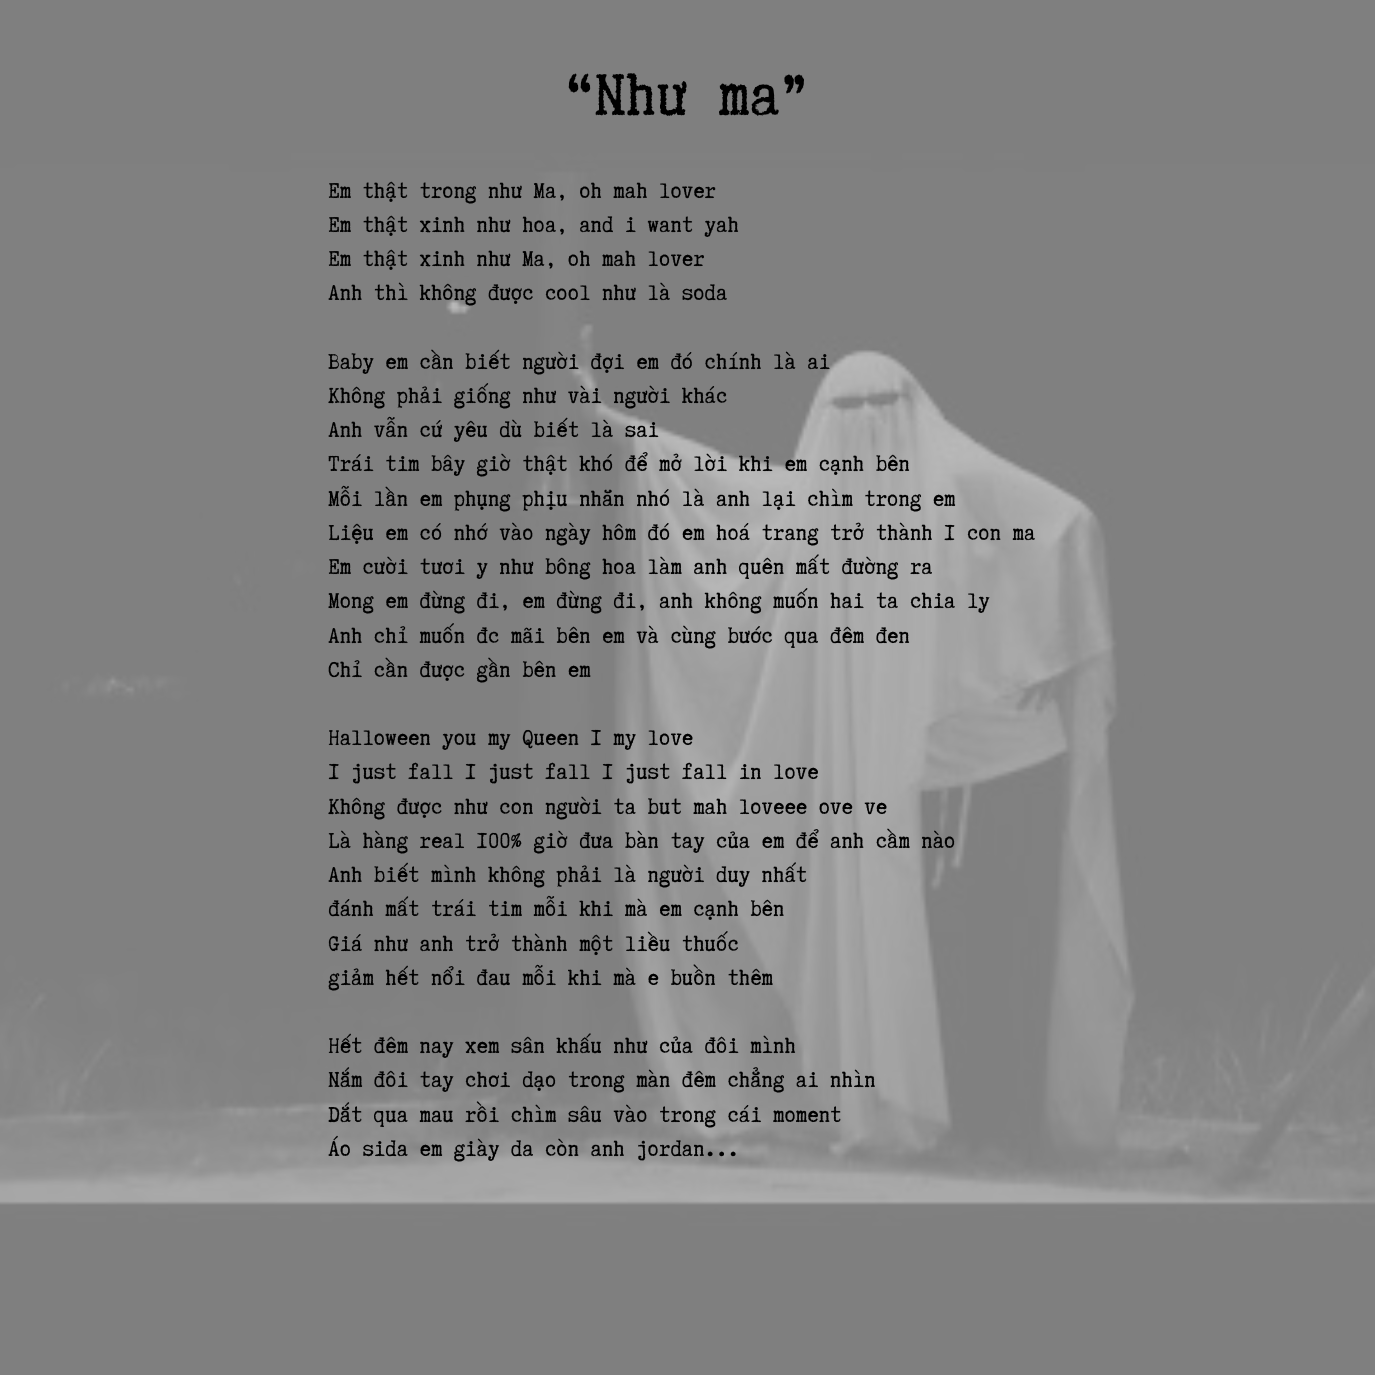 “Như ma”
Em thật trong như Ma, oh mah lover
Em thật xinh như hoa, and i want yah
Em thật xinh như Ma, oh mah lover
Anh thì không được cool như là soda
Baby em cần biết người đợi em đó chính là ai
Không phải giống như vài người khác
Anh vẫn cứ yêu dù biết là sai
Trái tim bây giờ thật khó để mở lời khi em cạnh bên
Mỗi lần em phụng phịu nhăn nhó là anh lại chìm trong em
Liệu em có nhớ vào ngày hôm đó em hoá trang trở thành I con ma
Em cười tươi y như bông hoa làm anh quên mất đường ra
Mong em đừng đi, em đừng đi, anh không muốn hai ta chia ly
Anh chỉ muốn đc mãi bên em và cùng bước qua đêm đen
Chỉ cần được gần bên em
Halloween you my Queen I my love
I just fall I just fall I just fall in love
Không được như con người ta but mah loveee ove ve
Là hàng real I00% giờ đưa bàn tay của em để anh cầm nào
Anh biết mình không phải là người duy nhất
đánh mất trái tim mỗi khi mà em cạnh bên
Giá như anh trở thành một liều thuốc
giảm hết nổi đau mỗi khi mà e buồn thêm
Hết đêm nay xem sân khấu như của đôi mình
Nắm đôi tay chơi dạo trong màn đêm chẳng ai nhìn
Dắt qua mau rồi chìm sâu vào trong cái moment
Áo sida em giày da còn anh jordan...